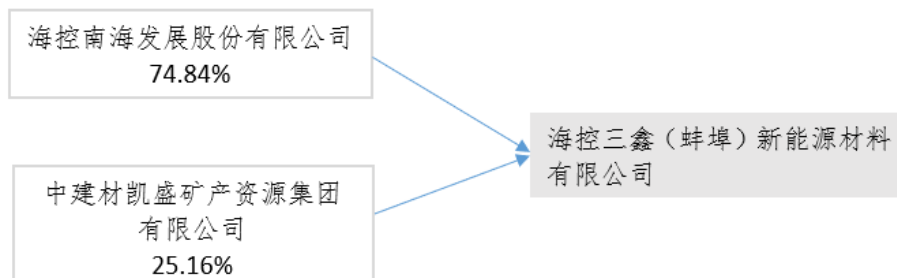 海控南海发展股份有限公司
74.84%
中建材凯盛矿产资源集团
有限公司
25.16%
海控三鑫（蚌埠）新能源材料
有限公司